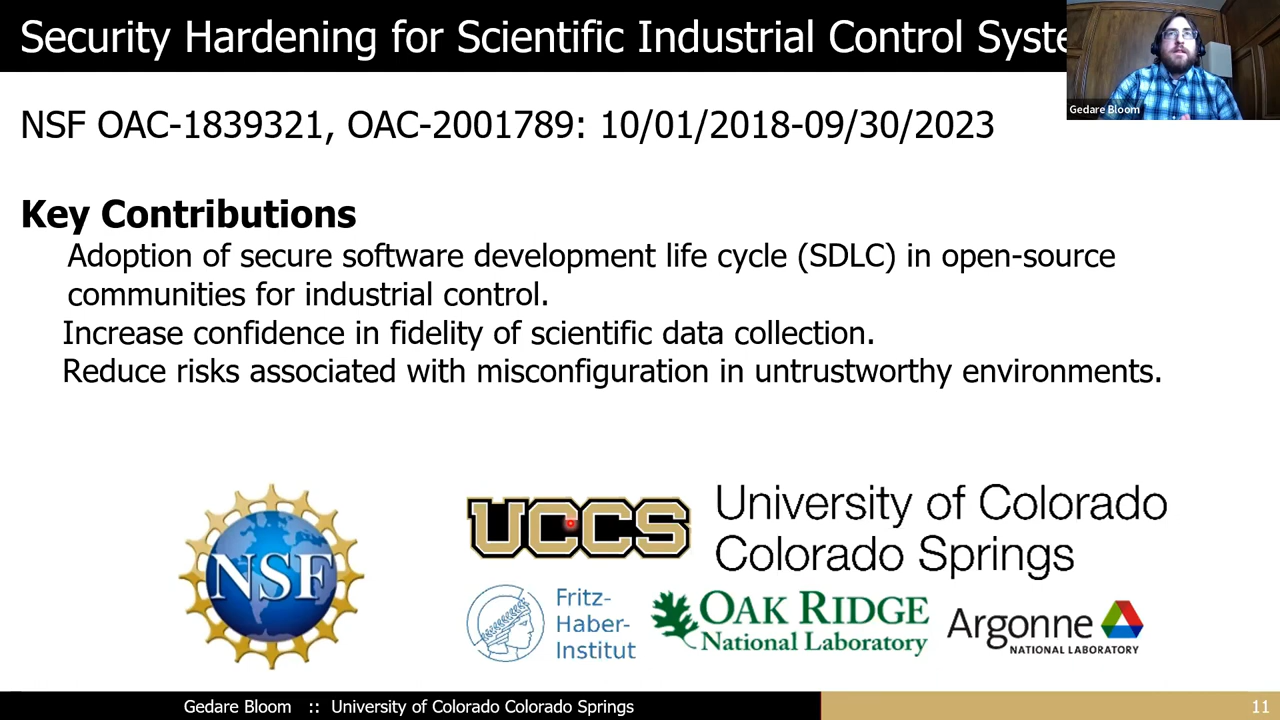 Security Hardening for Scientific Industrial Control Syste
Gedare Bloom
NSF OAC-1839321, OAC-2001789: 10/01/2018-09/30/2023
Key Contributions
Adoption of secure software development life cycle (SDLC) in open-source
communities for industrial control.
Increase confidence in fidelity of scientific data collection.
Reduce risks associated with misconfiguration in untrustworthy environments.
NSF
UCCS
University of Colorado
Colorado Springs
Fritz-
Haber-
Institut
OAK RIDGE
National Laboratory
Argonne
NATIONAL LABORATORY
Gedare Bloom :: University of Colorado Colorado Springs
11